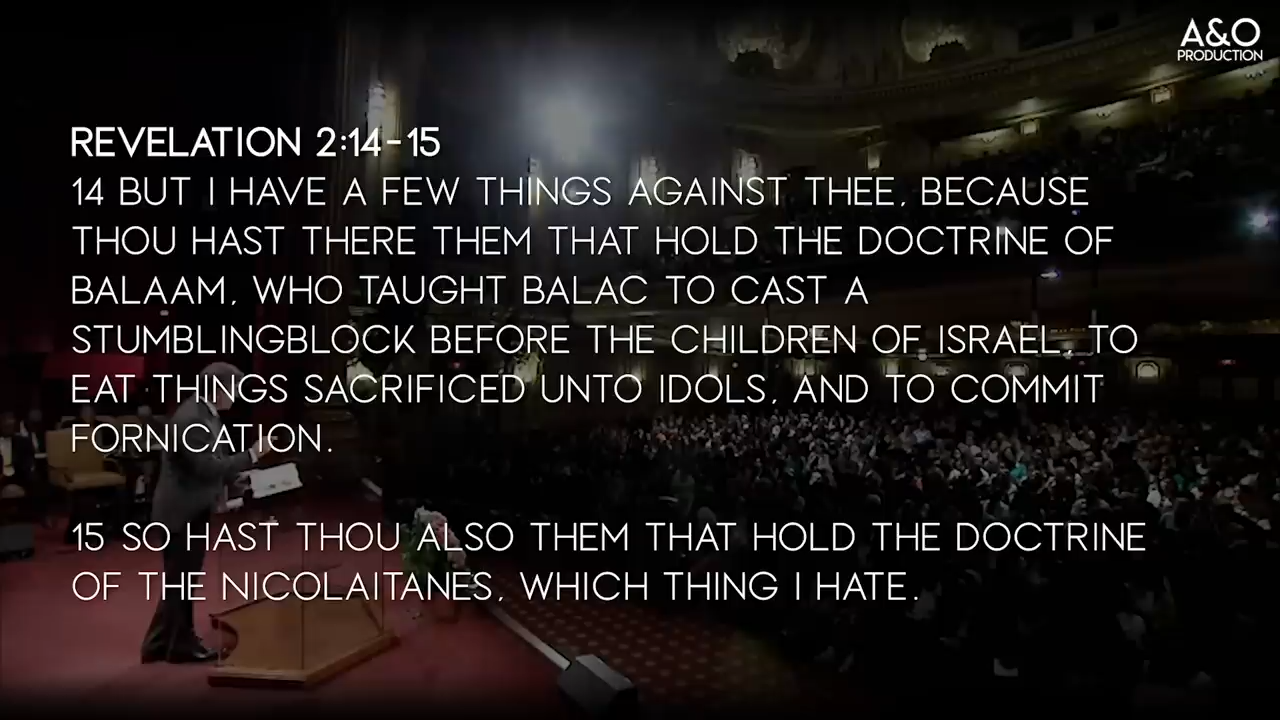 A&O
PRODUCTION
REVELATION 2:14-15
14 BUT I HAVE A FEW THINGS AGAINST THEE, BECAUSE
THOU HAST THERE THEM THAT HOLD THE DOCTRINE OF
BALAAM, WHO TAUGHT BALAC TO CAST A
STUMBLINGBLOCK BEFORE THE CHILDREN OF ISRAEL, TO
EAT THINGS SACRIFICED UNTO IDOLS, AND TO COMMIT
FORNICATION.
15 SO HAST THOU ALSO THEM THAT HOLD THE DOCTRINE
OF THE NICOLAITANES, WHICH THING I HATE.